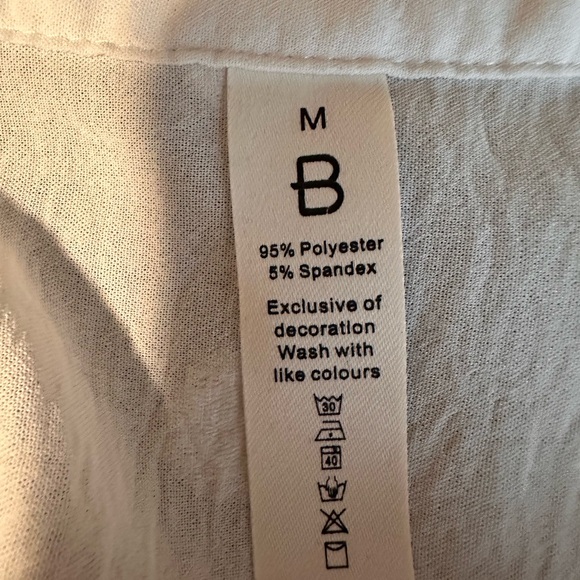 M
B
95% Polyester
5% Spandex
Exclusive of
decoration
Wash with
like colours
30
40